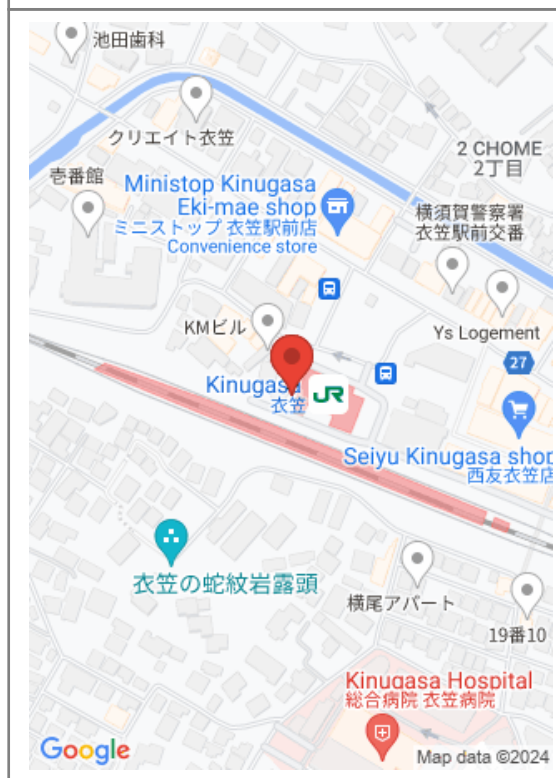 池田歯科
クリエイト衣笠
2 CHOME
2丁目
壱番館
Ministop Kinugasa
Eki-mae shop
ミニストップ 衣笠駅前店
Convenience store
横須賀警察署
衣笠駅前交番
KMビル
Ys Logement
27
Kinugasa
衣笠
JR
Seiyu Kinugasa shop
西友衣笠店
衣笠の蛇紋岩露頭
横尾アパート
19番10
Kinugasa Hospital
総合病院 衣笠病院
Google
Map data ©2024